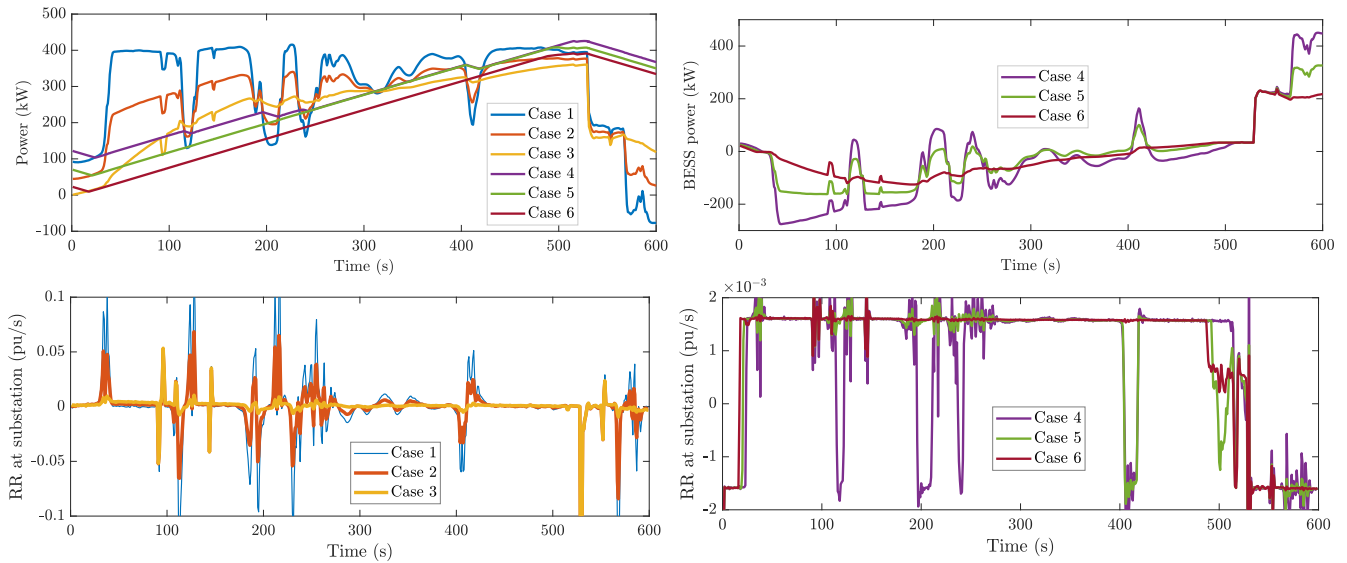 500
400
300
200
100
0
-100
Power (kW)
Case 1
Case 2
Case 3
Case 4
Case 5
Case 6
0 100 200 300 400 500 600
Time (s)
400
200
0
-200
BESS power (kW)
Case 4
Case 5
Case 6
0 100 200 300 400 500 600
Time (s)
0.1
0.05
0
-0.05
-0.1
RR at substation (pu/s)
Case 1
Case 2
Case 3
0 100 200 300 400 500 600
Time (s)
×10⁻³
2
1
0
-1
-2
RR at substation (pu/s)
Case 4
Case 5
Case 6
0 100 200 300 400 500 600
Time (s)